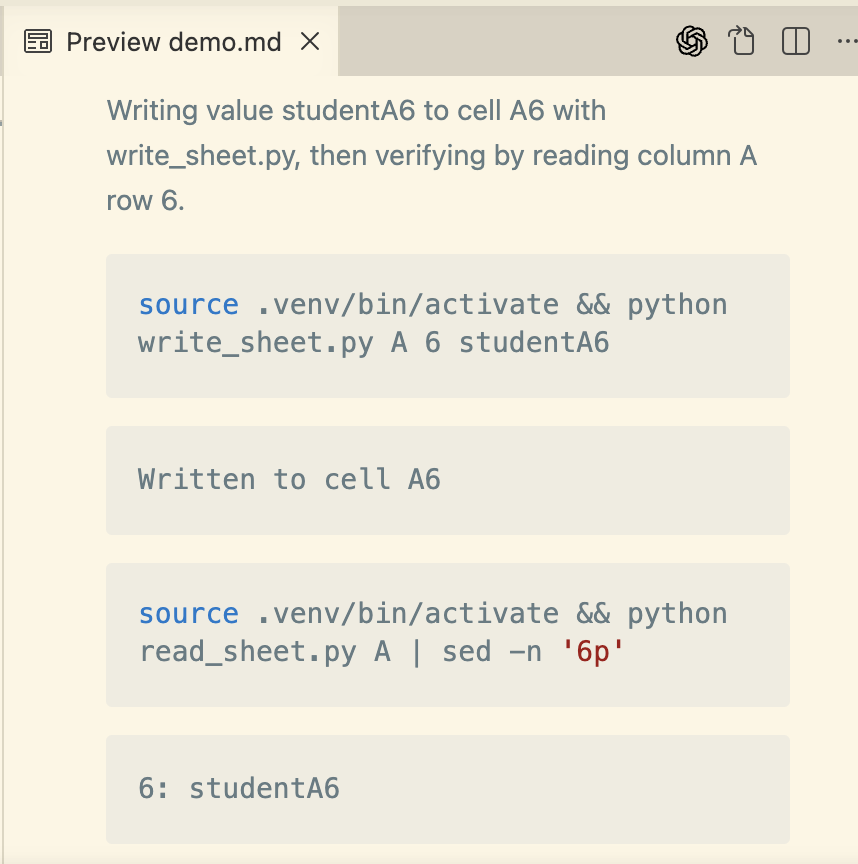 Preview demo.md
Writing value studentA6 to cell A6 with
write_sheet.py, then verifying by reading column A
row 6.
source .venv/bin/activate && python
write_sheet.py A 6 studentA6
Written to cell A6
source .venv/bin/activate && python
read_sheet.py A | sed -n '6p'
6: studentA6